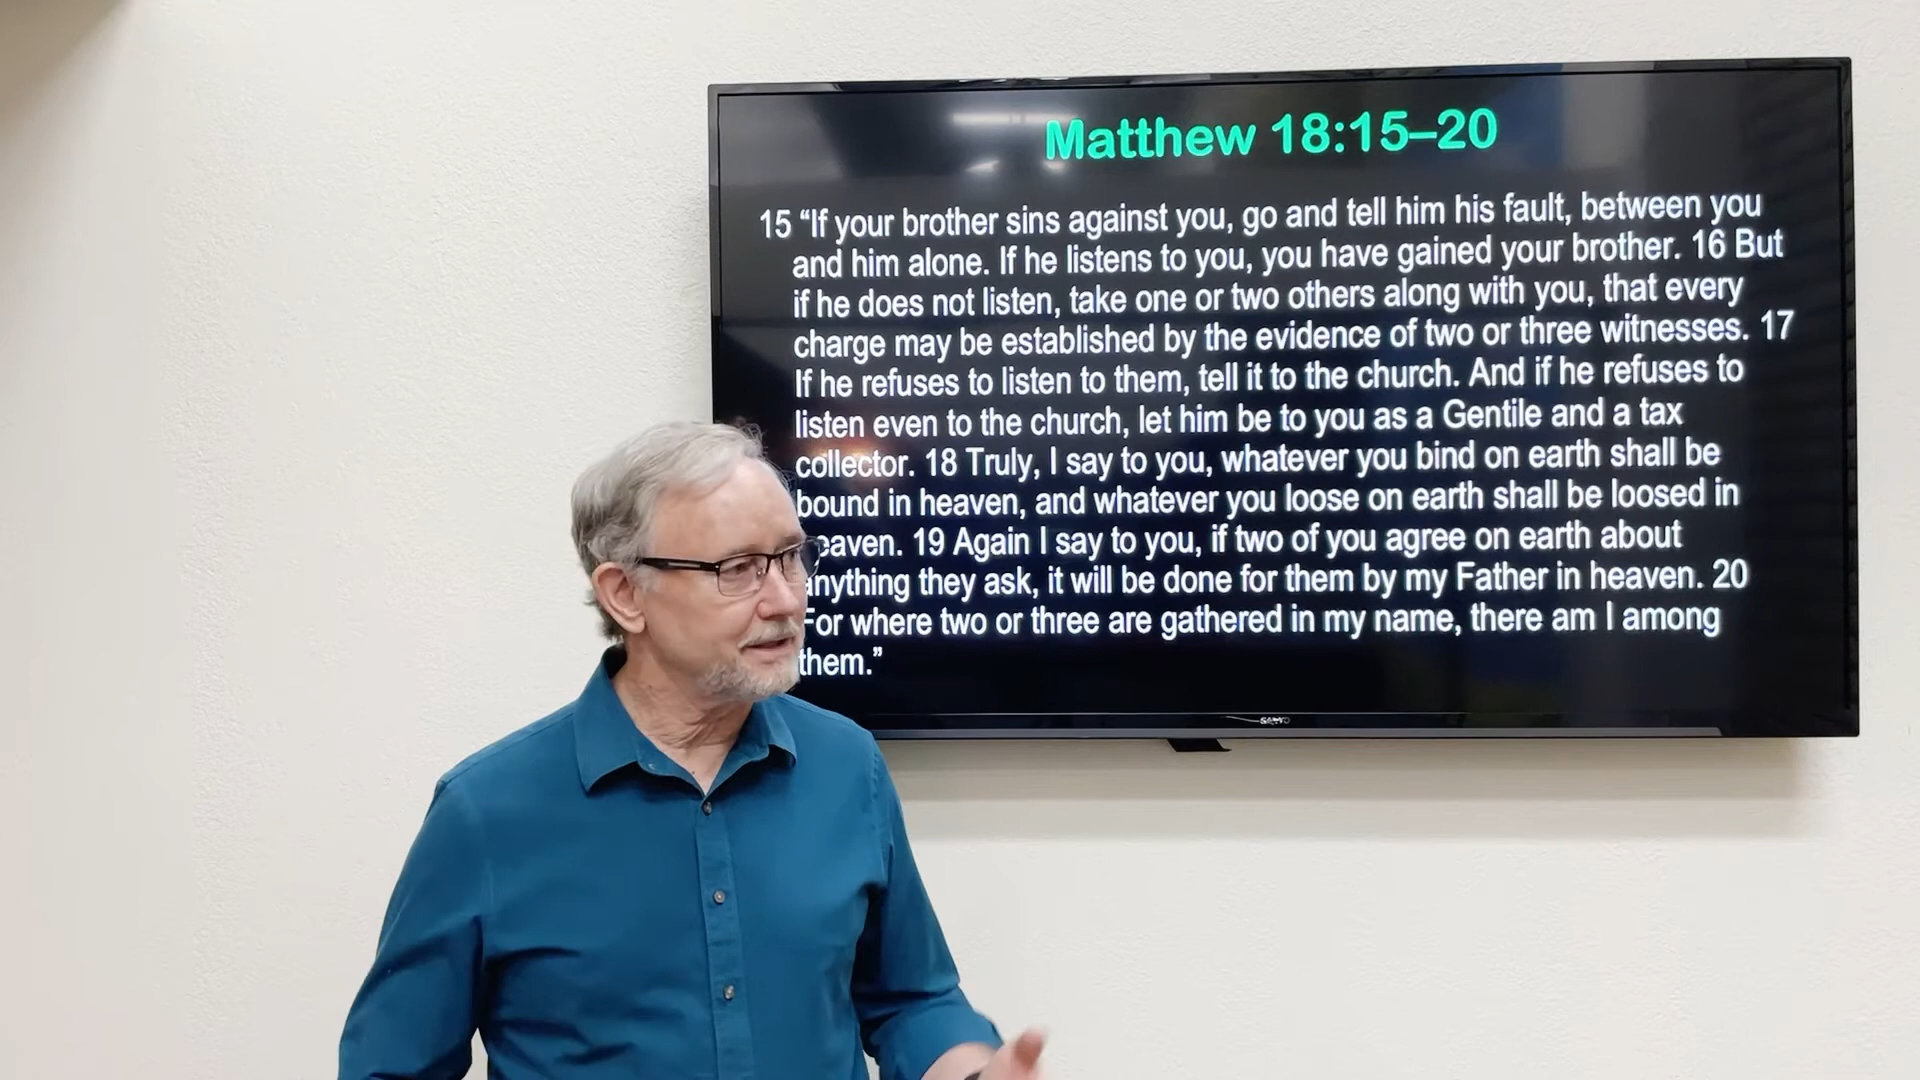 Matthew 18:15–20
15 “If your brother sins against you, go and tell him his fault, between you
and him alone. If he listens to you, you have gained your brother. 16 But
if he does not listen, take one or two others along with you, that every
charge may be established by the evidence of two or three witnesses. 17
If he refuses to listen to them, tell it to the church. And if he refuses to
listen even to the church, let him be to you as a Gentile and a tax
collector. 18 Truly, I say to you, whatever you bind on earth shall be
bound in heaven, and whatever you loose on earth shall be loosed in
eaven. 19 Again I say to you, if two of you agree on earth about
anything they ask, it will be done for them by my Father in heaven. 20
For where two or three are gathered in my name, there am I among
them.”